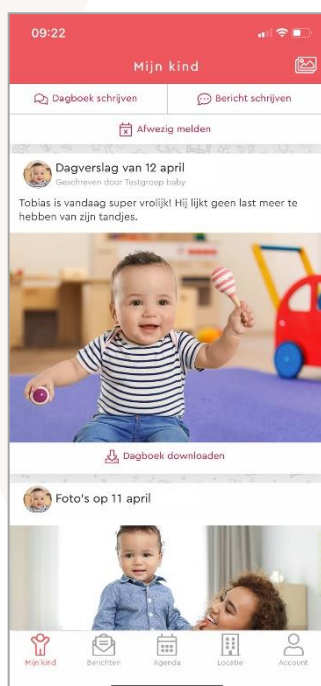 09:22
Mijn kind
Dagboek schrijven
Bericht schrijven
Afwezig melden
Dagverslag van 12 april
Geschreven door Testgroep baby
Tobias is vandaag super vrolijk! Hij lijkt geen last meer te
hebben van zijn tandjes.
Dagboek downloaden
Foto's op 11 april
Mijn kind
Berichten
Agenda
Locatie
Account